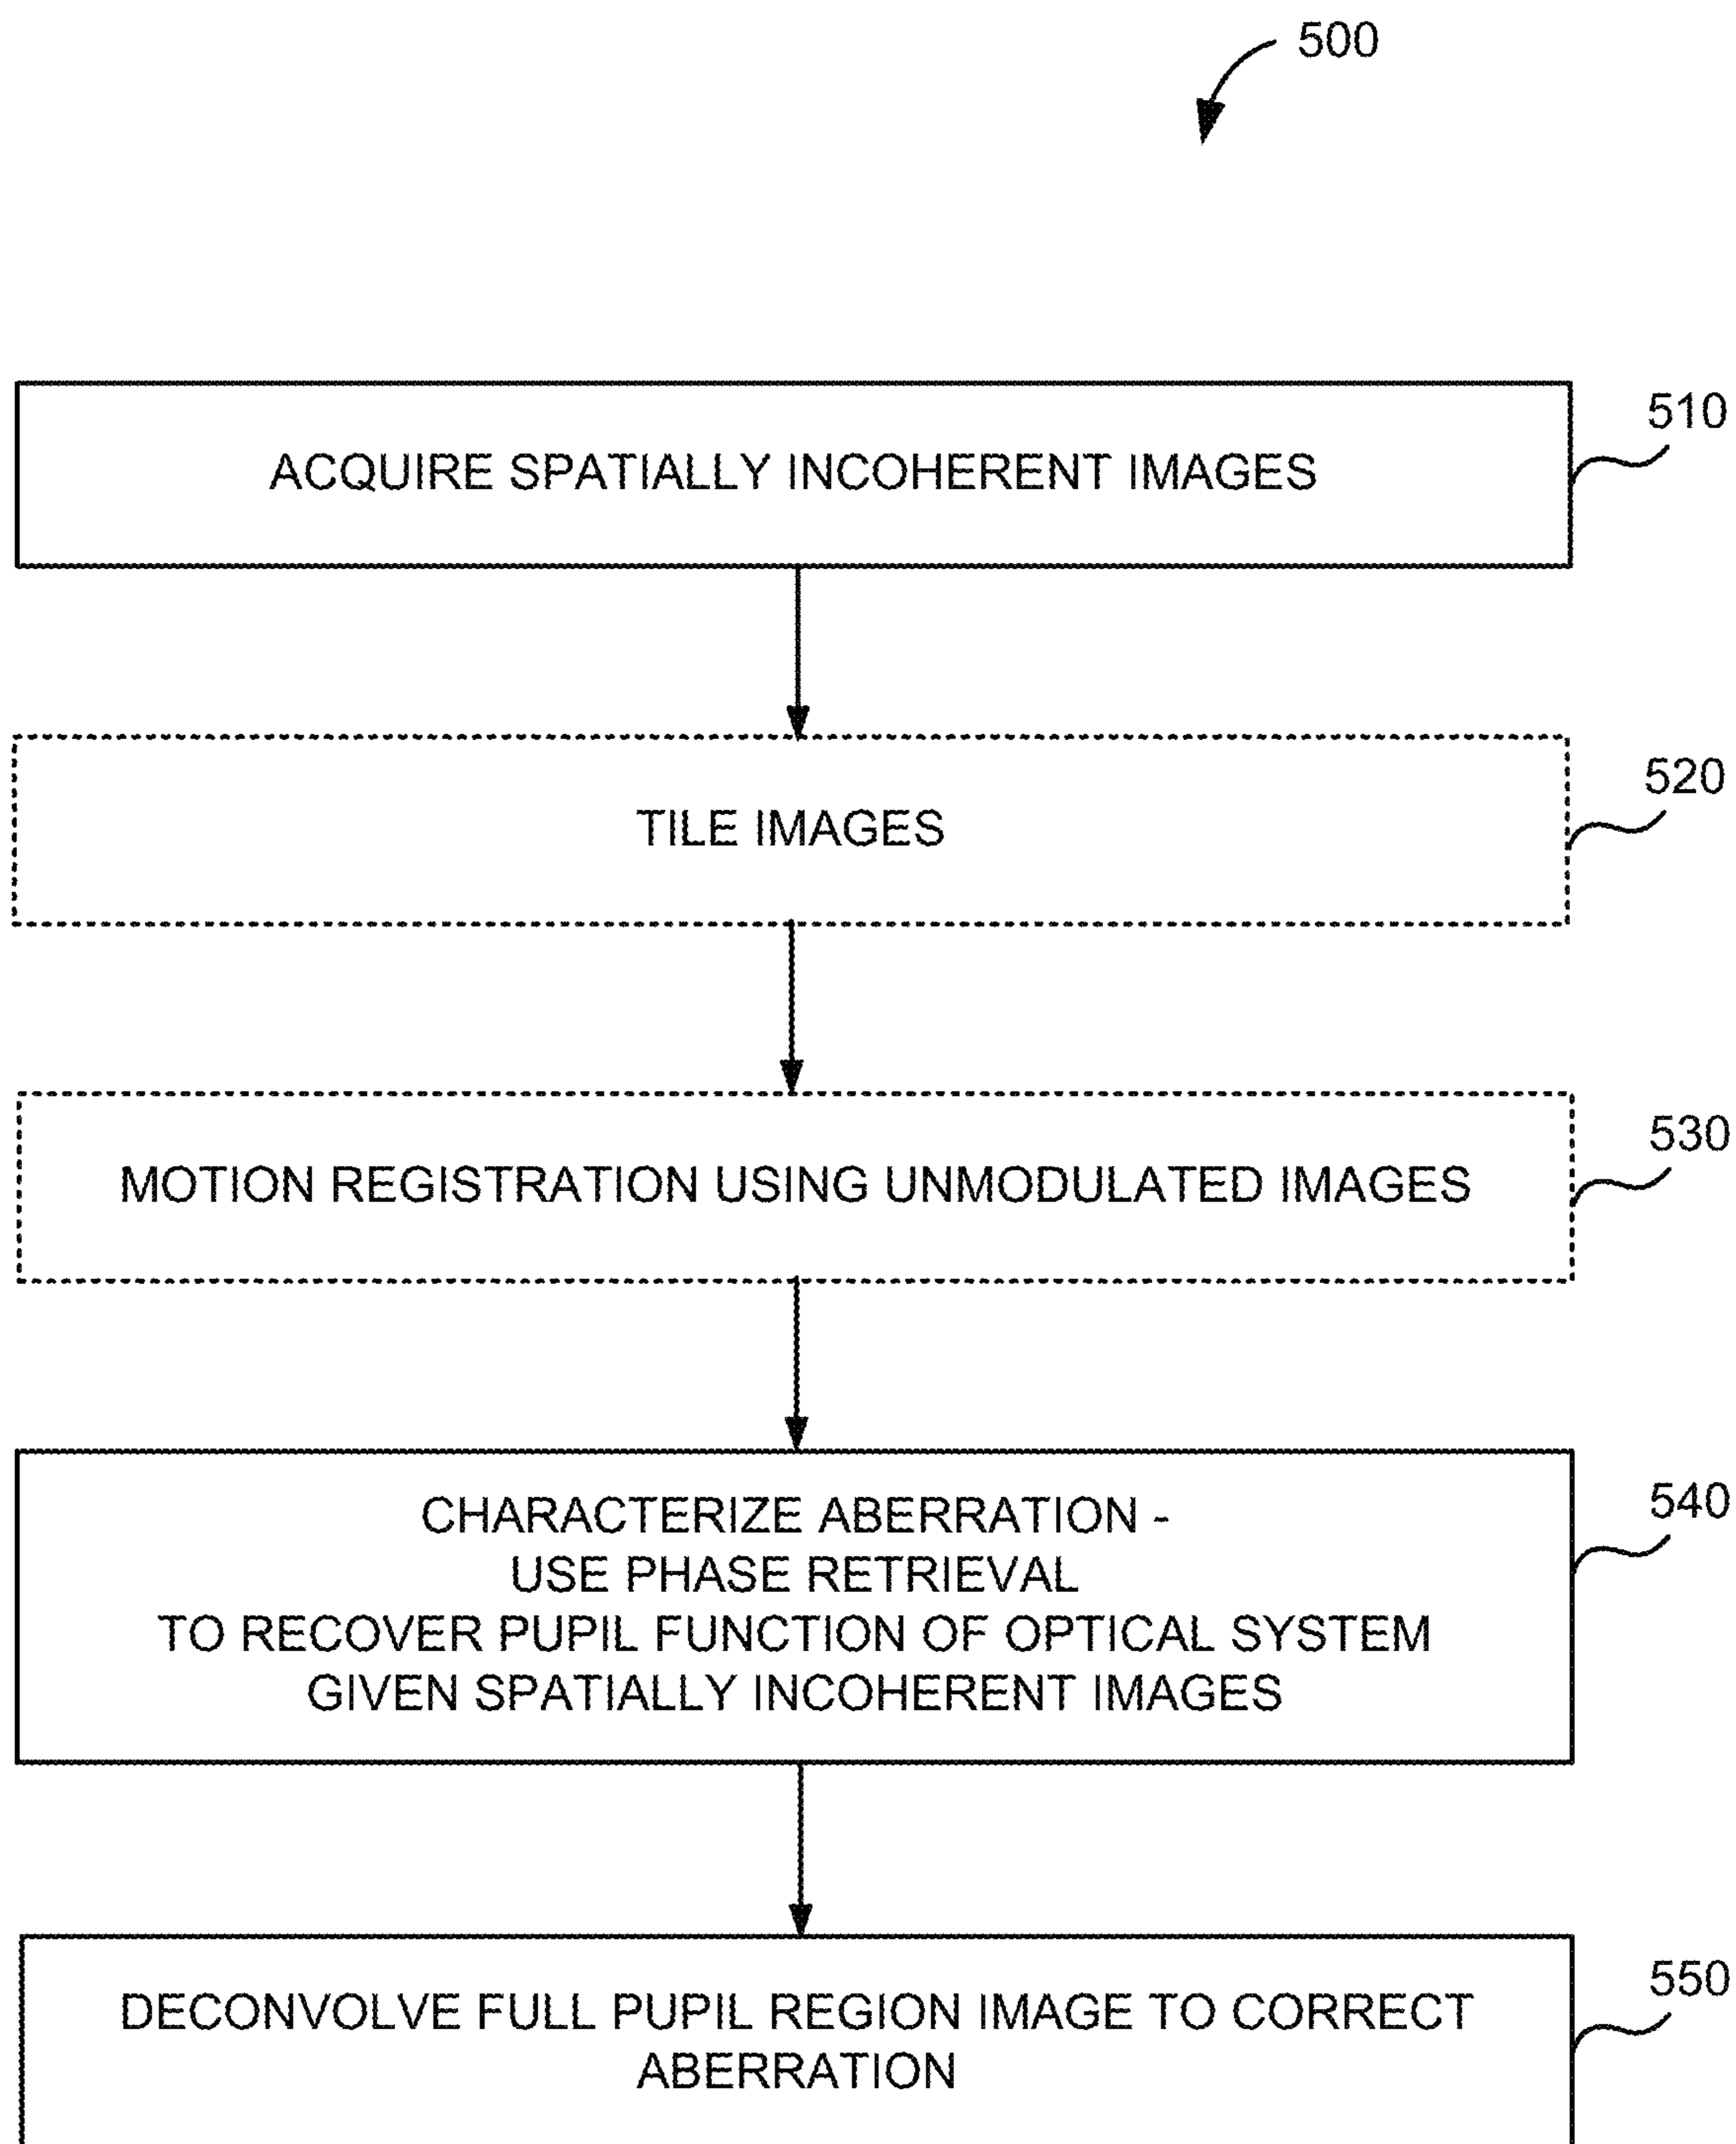 500
510
ACQUIRE SPATIALLY INCOHERENT IMAGES
520
TILE IMAGES
530
MOTION REGISTRATION USING UNMODULATED IMAGES
540
CHARACTERIZE ABERRATION -
USE PHASE RETRIEVAL
TO RECOVER PUPIL FUNCTION OF OPTICAL SYSTEM
GIVEN SPATIALLY INCOHERENT IMAGES
550
DECONVOLVE FULL PUPIL REGION IMAGE TO CORRECT
ABERRATION